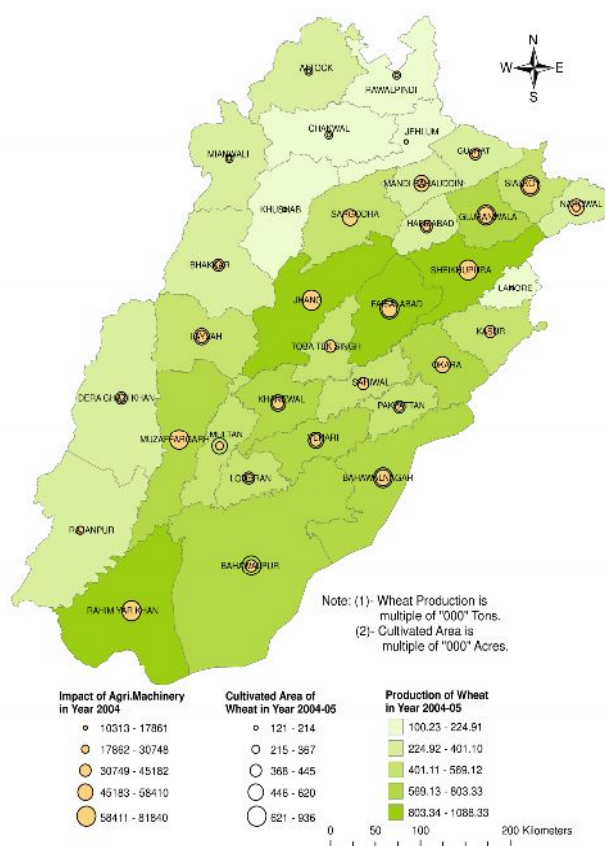 N
W E
S
ATTOCK
RAWALPINDI
CHAKWAL
JEHLUM
GUJRAT
MIANWALI
MANDI BAHAUDDIN
SIALKOT
KHUSHAB
SARGODHA
HAFIZABAD
GUJRANWALA
NAROWAL
BHAKKAR
SHEIKHUPURA
JHANG
FAISALABAD
LAHORE
LAYYAH
TOBA TEK SINGH
KASUR
OKARA
SAHIWAL
DERA GHAZI KHAN
KHANEWAL
PAKPATTAN
MUZAFFARGARH
MULTAN
VEHARI
LODHRAN
BAHAWALNAGAR
RAJANPUR
BAHAWALPUR
RAHIM YAR KHAN
Note: (1)- Wheat Production is
multiple of "000" Tons.
(2)- Cultivated Area is
multiple of "000" Acres.
Impact of Agri.Machinery
in Year 2004
10313 - 17861
17862 - 30748
30749 - 45182
45183 - 58410
58411 - 81840
Cultivated Area of
Wheat in Year 2004-05
121 - 214
215 - 367
368 - 445
446 - 620
621 - 936
Production of Wheat
in Year 2004-05
100.23 - 224.91
224.92 - 401.10
401.11 - 569.12
569.13 - 803.33
803.34 - 1088.33
0 50 100 200 Kilometers